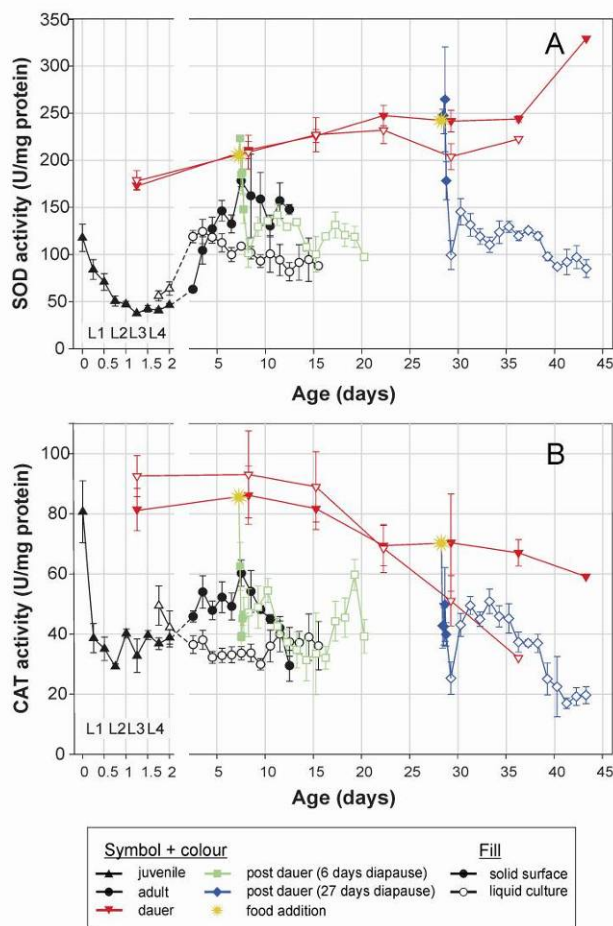 350
300
250
200
150
100
50
0
SOD activity (U/mg protein)
A
L1 L2 L3 L4
0 0.5 1 1.5 2 5 10 15 20 25 30 35 40 45
Age (days)
100
80
60
40
20
0
CAT activity (U/mg protein)
B
L1 L2 L3 L4
0 0.5 1 1.5 2 5 10 15 20 25 30 35 40 45
Age (days)
Symbol + colour Fill
juvenile post dauer (6 days diapause) solid surface
adult post dauer (27 days diapause) liquid culture
dauer food addition